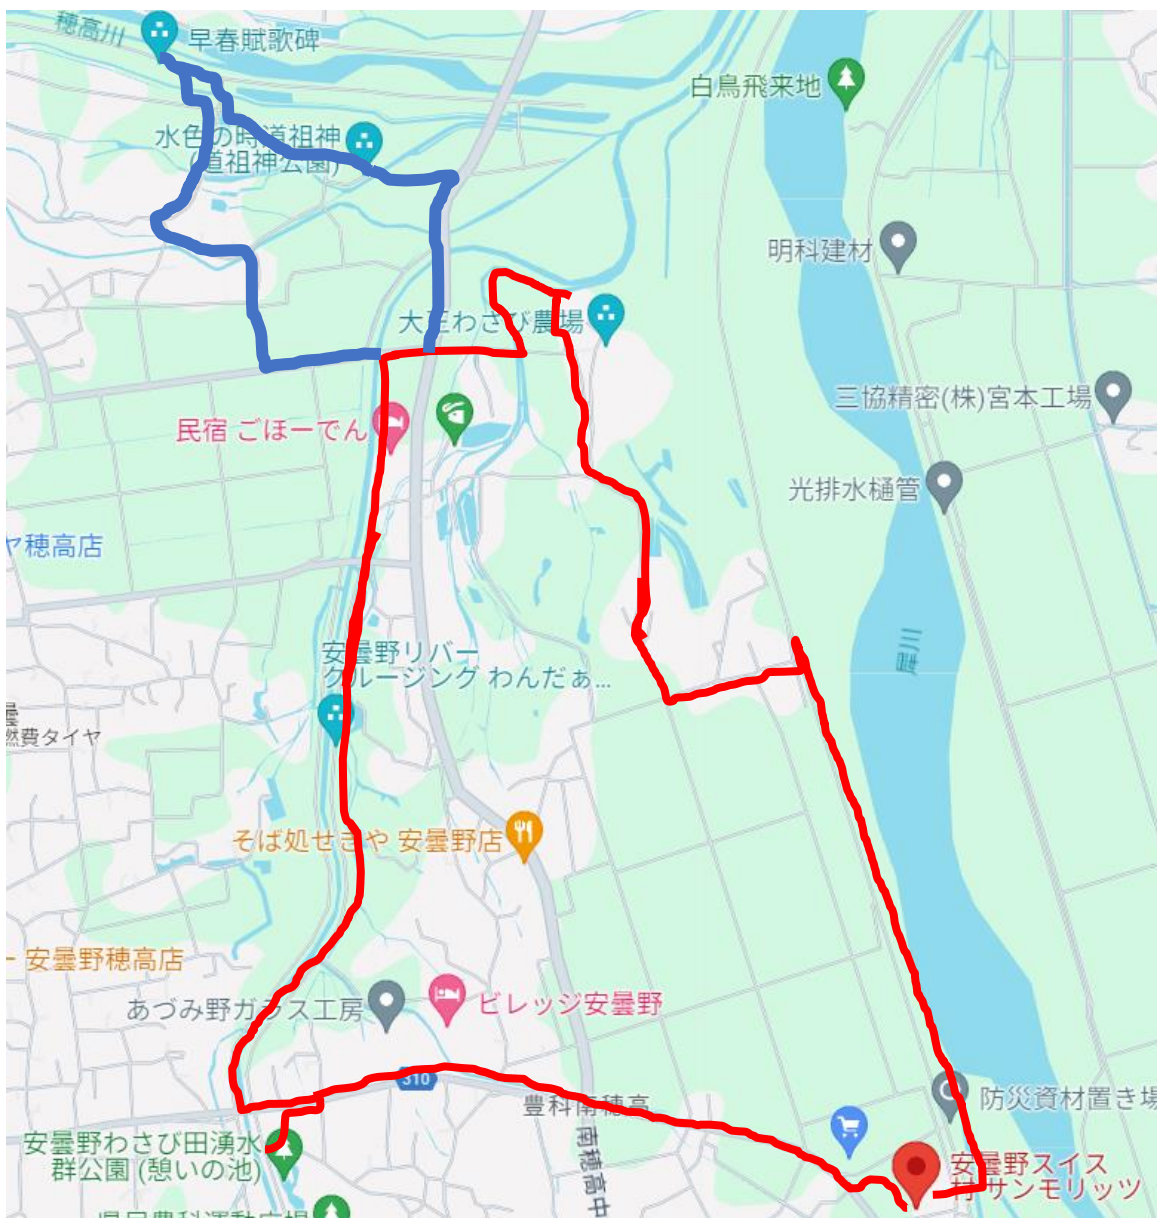 穂高川
早春賦歌碑
白鳥飛来地
水色の時道祖神
(道祖神公園)
明科建材
大王わさび農場
三協精密(株)宮本工場
民宿 ごほーでん
光排水樋管
ヤ穂高店
安曇野リバー
クルージング わんだぁ...
燃費タイヤ
そば処せきや 安曇野店
安曇野穂高店
あづみ野ガラス工房
ビレッジ安曇野
310
豊科南穂高
防災資材置き場
南穂高中
安曇野わさび田湧水
群公園 (憩いの池)
安曇野スイス
村 サンモリッツ